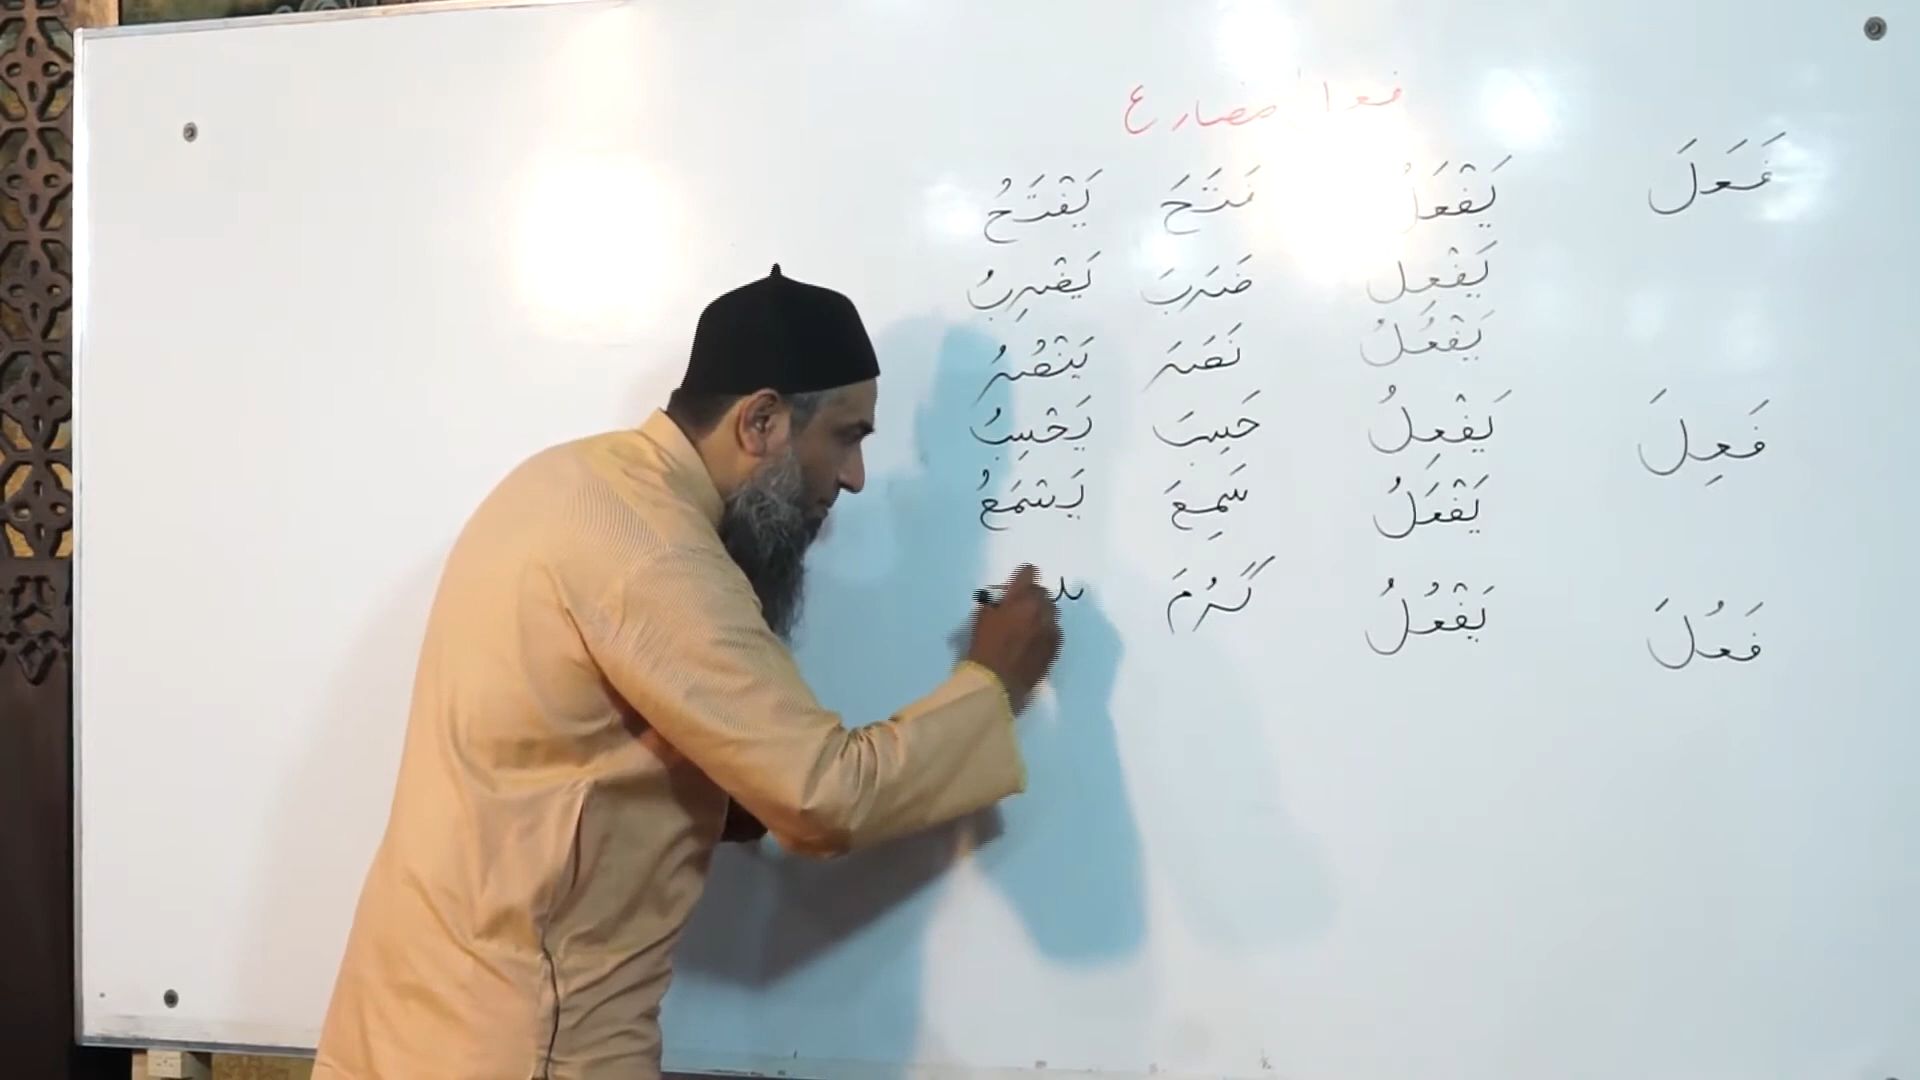 فعل مضارع
فَعَلَ يَفْعَلُ فَتَحَ يَفْتَحُ
يَفْعِلُ ضَرَبَ يَضْرِبُ
يَفْعُلُ نَصَرَ يَنْصُرُ
فَعِلَ يَفْعِلُ حَسِبَ يَحْسِبُ
يَفْعَلُ سَمِعَ يَسْمَعُ
فَعُلَ يَفْعُلُ كَرُمَ